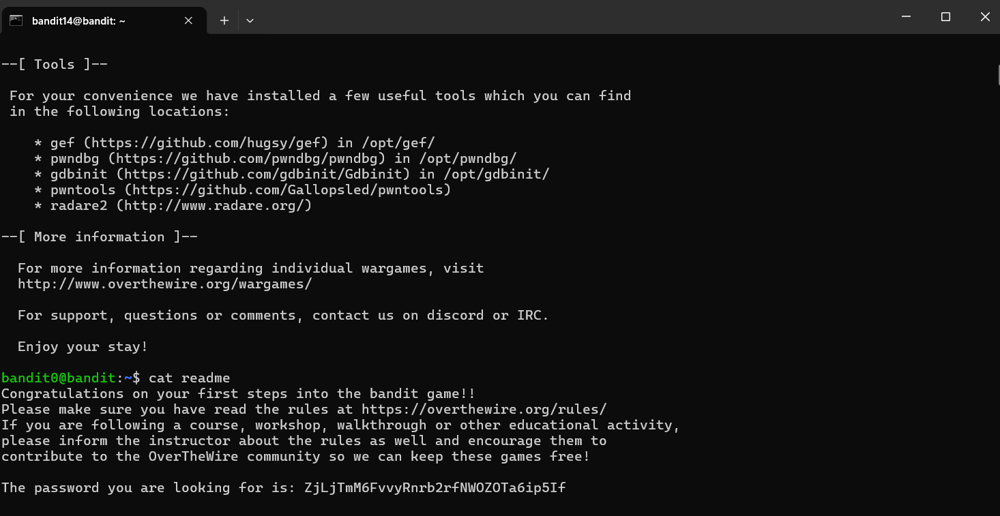 bandit14@bandit: ~
--[ Tools ]--
For your convenience we have installed a few useful tools which you can find
in the following locations:
* gef (https://github.com/hugsy/gef) in /opt/gef/
* pwndbg (https://github.com/pwndbg/pwndbg) in /opt/pwndbg/
* gdbinit (https://github.com/gdbinit/Gdbinit) in /opt/gdbinit/
* pwntools (https://github.com/Gallopsled/pwntools)
* radare2 (http://www.radare.org/)
--[ More information ]--
For more information regarding individual wargames, visit
http://www.overthewire.org/wargames/
For support, questions or comments, contact us on discord or IRC.
Enjoy your stay!
bandit0@bandit:~$ cat readme
Congratulations on your first steps into the bandit game!!
Please make sure you have read the rules at https://overthewire.org/rules/
If you are following a course, workshop, walkthrough or other educational activity,
please inform the instructor about the rules as well and encourage them to
contribute to the OverTheWire community so we can keep these games free!
The password you are looking for is: ZjLjTmM6FvvyRnrb2rfNWOZOTa6ip5If